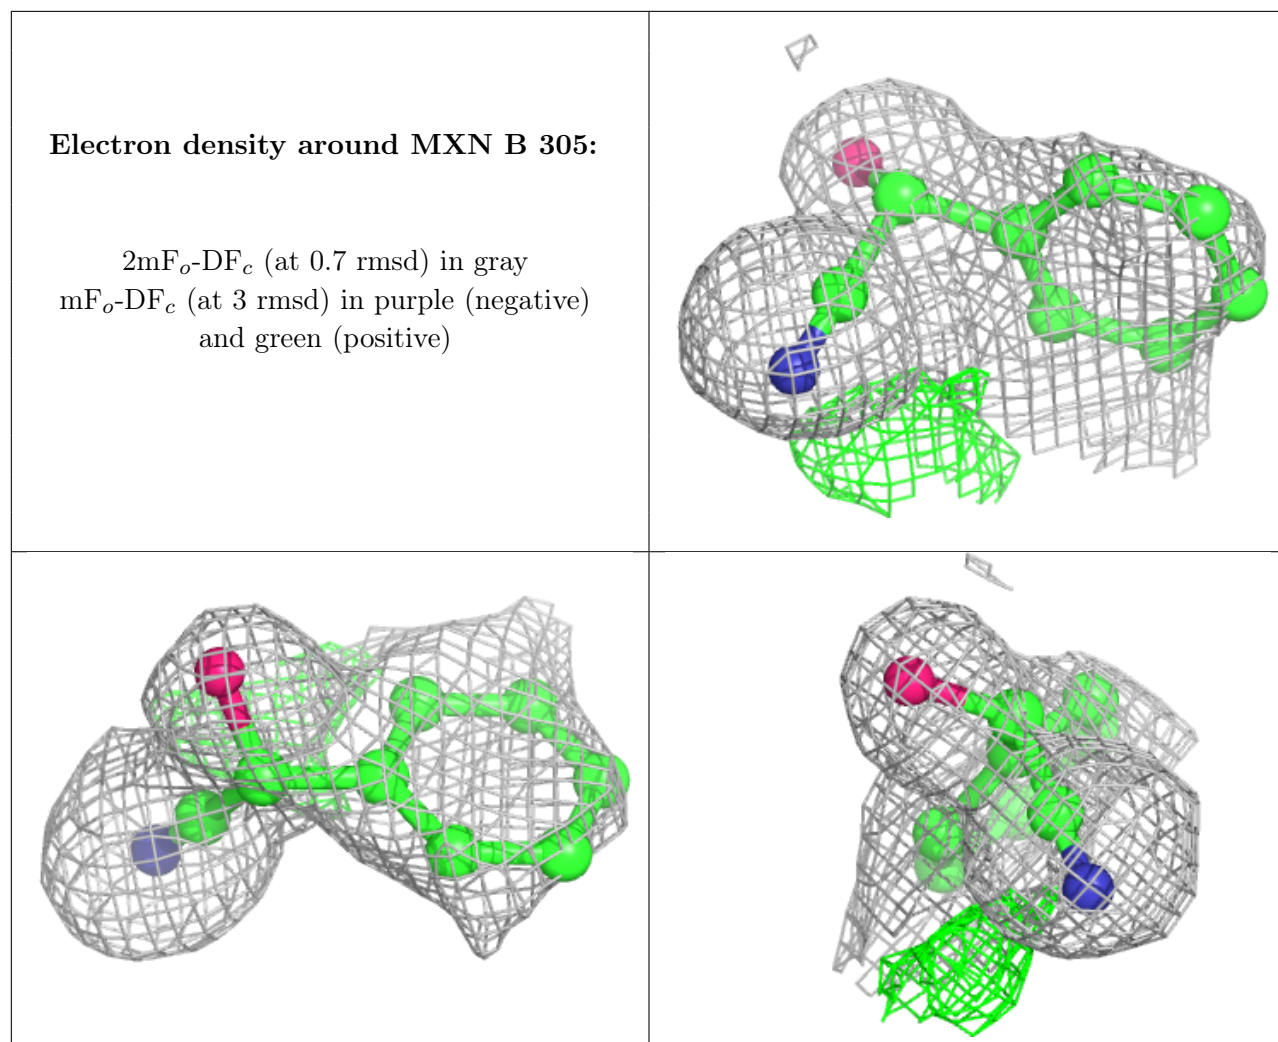 Electron density around MXN B 305:
2mFo-DFc (at 0.7 rmsd) in gray
mFo-DFc (at 3 rmsd) in purple (negative)
and green (positive)